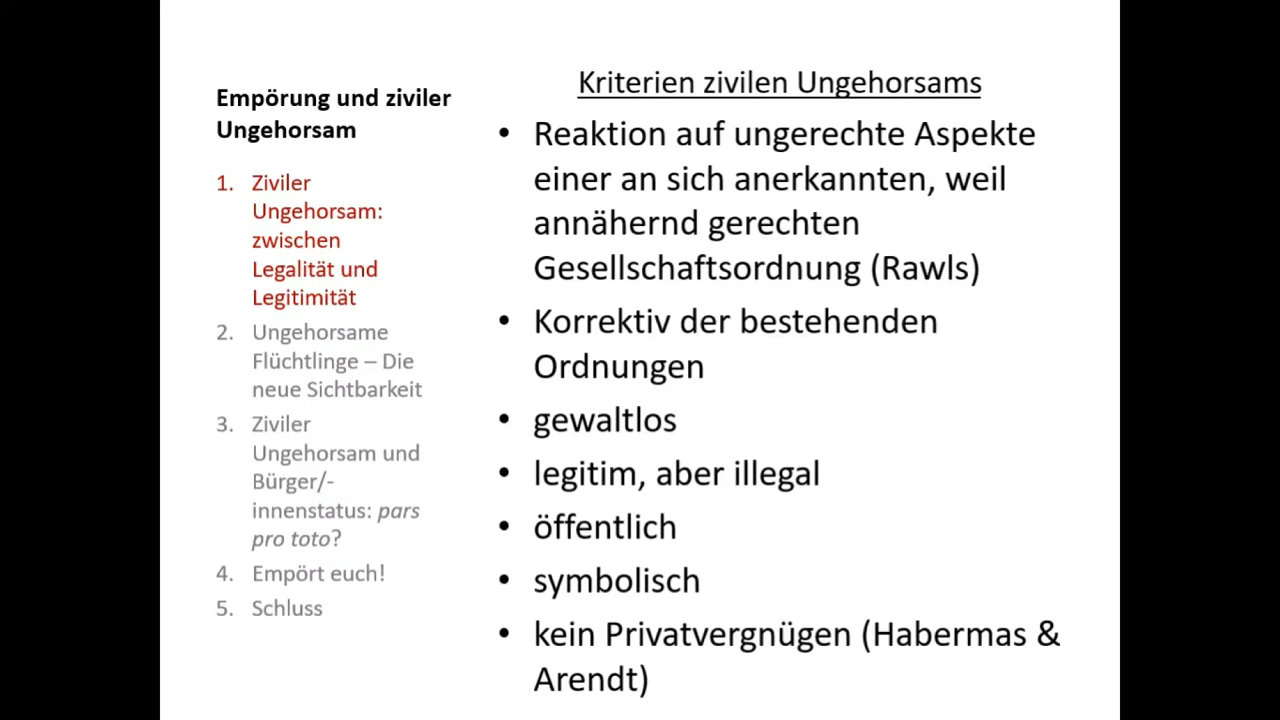 Empörung und ziviler
Ungehorsam
1. Ziviler
Ungehorsam:
zwischen
Legalität und
Legitimität
2. Ungehorsame
Flüchtlinge – Die
neue Sichtbarkeit
3. Ziviler
Ungehorsam und
Bürger/-
innenstatus: pars
pro toto?
4. Empört euch!
5. Schluss
Kriterien zivilen Ungehorsams
• Reaktion auf ungerechte Aspekte
einer an sich anerkannten, weil
annähernd gerechten
Gesellschaftsordnung (Rawls)
• Korrektiv der bestehenden
Ordnungen
• gewaltlos
• legitim, aber illegal
• öffentlich
• symbolisch
• kein Privatvergnügen (Habermas &
Arendt)